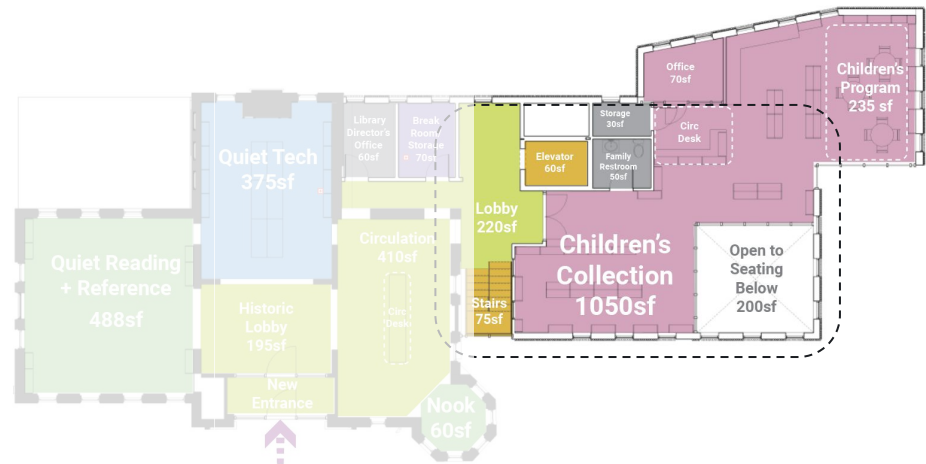 Office
70sf
Children's
Program
235 sf
Library
Director's
Office
60sf
Break
Room/
Storage
70sf
Storage
30sf
Circ
Desk
Quiet Tech
375sf
Elevator
60sf
Family
Restroom
50sf
Lobby
220sf
Circulation
410sf
Children's
Collection
1050sf
Open to
Seating
Below
200sf
Quiet Reading
+ Reference
488sf
Historic
Lobby
195sf
Circ
Desk
Stairs
75sf
New
Entrance
Nook
60sf